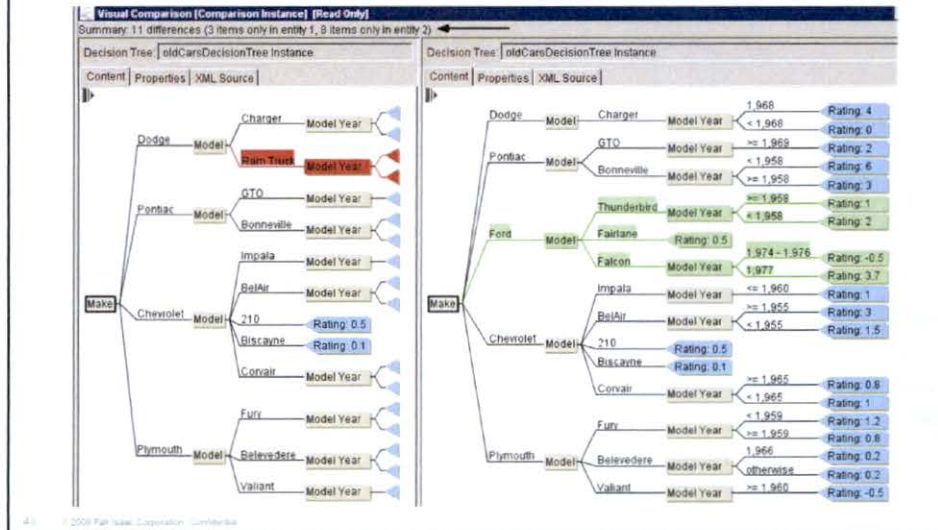 Visual Comparison [Comparison Instance] [Read Only]
Summary: 11 differences (3 items only in entity 1, 8 items only in entity 2)
Decision Tree: oldCarsDecisionTree Instance
Content Properties XML Source
Make
Dodge
Model
Charger
Model Year
Ram Truck
Model Year
Pontiac
Model
GTO
Model Year
Bonneville
Model Year
Chevrolet
Model
Impala
Model Year
BelAir
Model Year
210
Rating: 0.5
Biscayne
Rating: 0.1
Corvair
Model Year
Plymouth
Model
Fury
Model Year
Belevedere
Model Year
Valiant
Model Year
Decision Tree: oldCarsDecisionTree Instance
Content Properties XML Source
Make
Dodge
Model
Charger
Model Year
1,968
Rating: 4
< 1,968
Rating: 0
Pontiac
Model
GTO
Model Year
>= 1,969
Rating: 2
Bonneville
Model Year
< 1,958
Rating: 6
>= 1,958
Rating: 3
Ford
Model
Thunderbird
Model Year
>= 1,958
Rating: 1
< 1,958
Rating: 2
Fairlane
Rating: 0.5
Falcon
Model Year
1,974 - 1,976
Rating: -0.5
1,977
Rating: 3.7
Chevrolet
Model
Impala
Model Year
<= 1,960
Rating: 1
BelAir
Model Year
>= 1,955
Rating: 3
< 1,955
Rating: 1.5
210
Rating: 0.5
Biscayne
Rating: 0.1
Corvair
Model Year
>= 1,965
Rating: 0.8
< 1,965
Rating: 1
Plymouth
Model
Fury
Model Year
< 1,959
Rating: 1.2
>= 1,959
Rating: 0.8
Belevedere
Model Year
1,966
Rating: 0.2
otherwise
Rating: 0.2
Valiant
Model Year
>= 1,960
Rating: -0.5
© 2009 Fair Isaac Corporation. Confidential